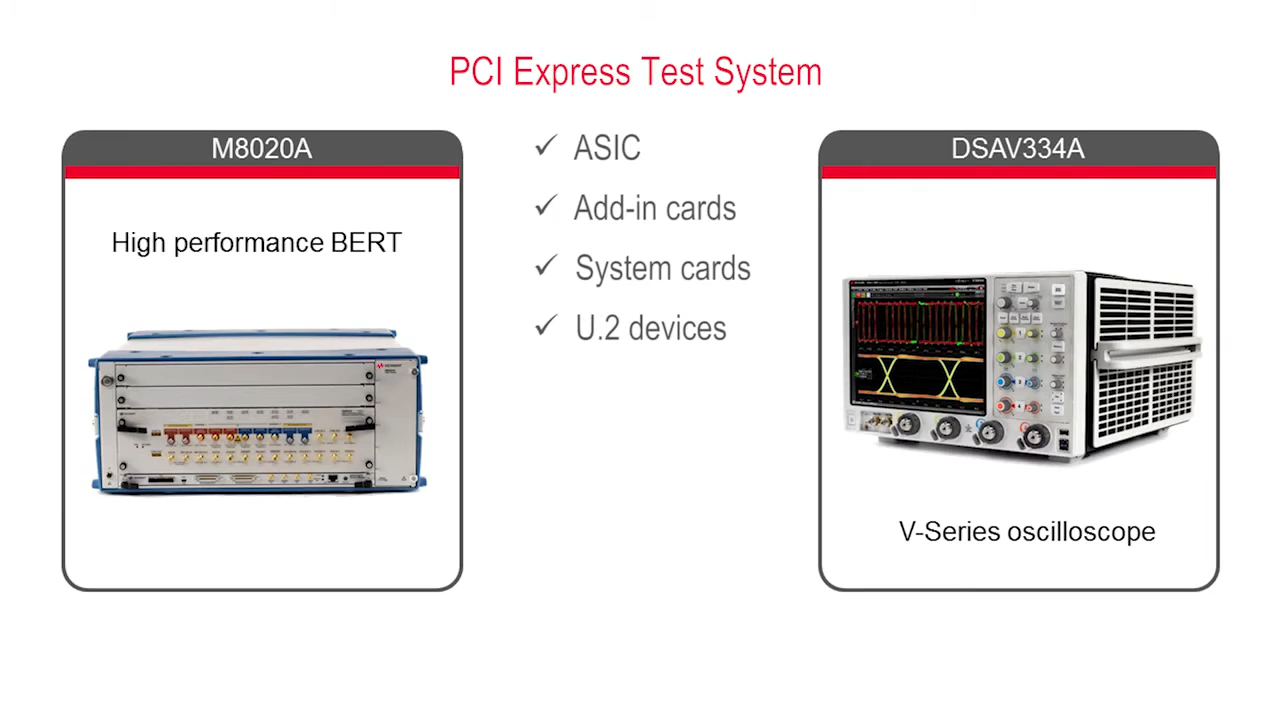 PCI Express Test System
M8020A
High performance BERT
✓ ASIC
✓ Add-in cards
✓ System cards
✓ U.2 devices
DSAV334A
V-Series oscilloscope